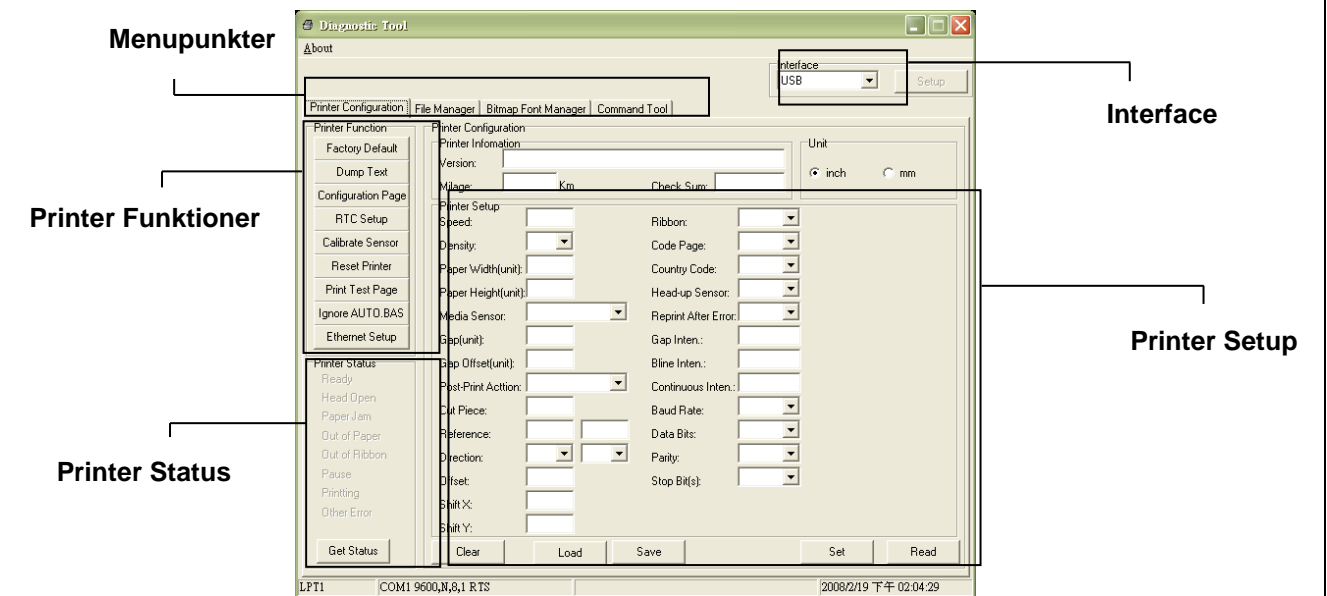 Menupunkter
Printer Funktioner
Printer Status
Interface
Printer Setup
Diagnostic Tool
About
Interface
USB
Setup
Printer Configuration
File Manager
Bitmap Font Manager
Command Tool
Printer Function
Factory Default
Dump Text
Configuration Page
RTC Setup
Calibrate Sensor
Reset Printer
Print Test Page
Ignore AUTO.BAS
Ethernet Setup
Printer Status
Ready
Head Open
Paper Jam
Out of Paper
Out of Ribbon
Pause
Printting
Other Error
Get Status
Printer Configuration
Printer Infomation
Version:
Milage: Km Check Sum:
Unit
inch mm
Printer Setup
Speed: Ribbon:
Density: Code Page:
Paper Width(unit): Country Code:
Paper Height(unit): Head-up Sensor:
Media Sensor: Reprint After Error:
Gap(unit): Gap Inten.:
Gap Offset(unit): Bline Inten.:
Post-Print Acttion: Continuous Inten.:
Cut Piece: Baud Rate:
Reference: Data Bits:
Direction: Parity:
Offset: Stop Bit(s):
Shift X:
Shift Y:
Clear Load Save Set Read
LPT1 COM1 9600,N,8,1 RTS 2008/2/19 下午 02:04:29